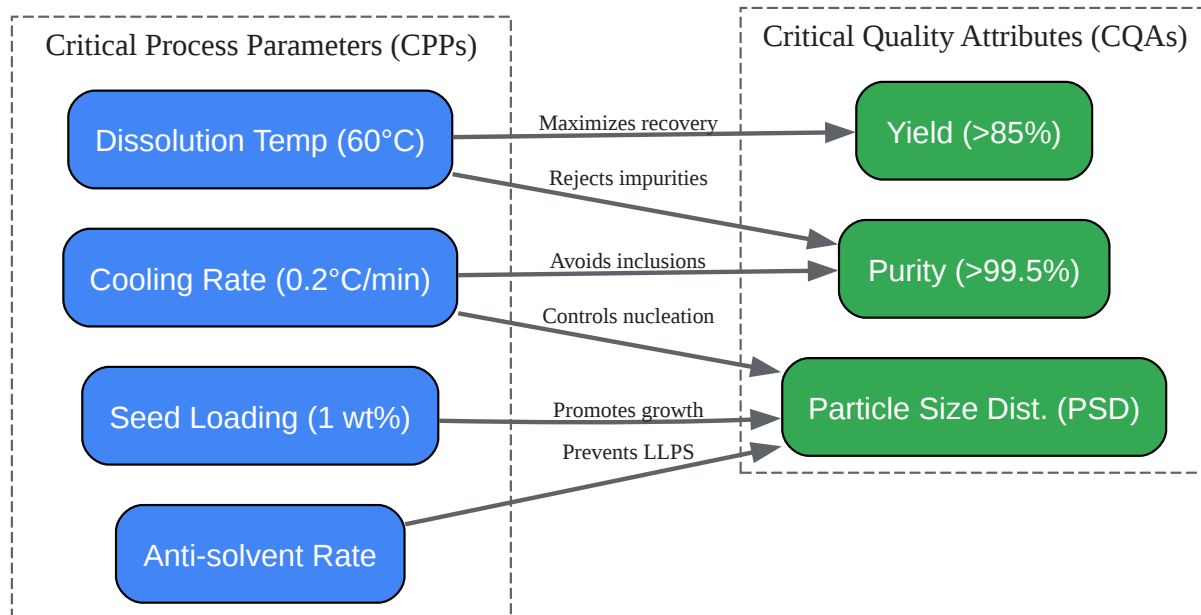 Critical Process Parameters (CPPs)
Critical Quality Attributes (CQAs)
Dissolution Temp (60°C)
Maximizes recovery
Yield (>85%)
Rejects impurities
Cooling Rate (0.2°C/min)
Avoids inclusions
Purity (>99.5%)
Controls nucleation
Seed Loading (1 wt%)
Promotes growth
Particle Size Dist. (PSD)
Prevents LLPS
Anti-solvent Rate